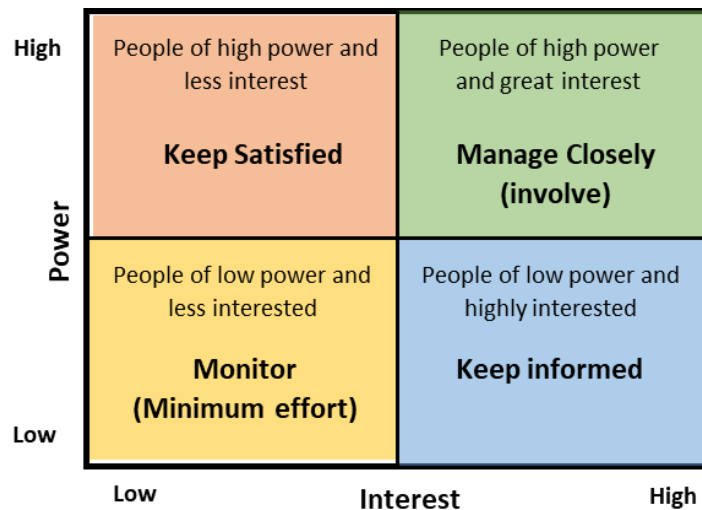 High
People of high power and
less interest
Keep Satisfied
People of high power
and great interest
Manage Closely
(involve)
Power
People of low power and
less interested
Monitor
(Minimum effort)
People of low power and
highly interested
Keep informed
Low
Low
Interest
High